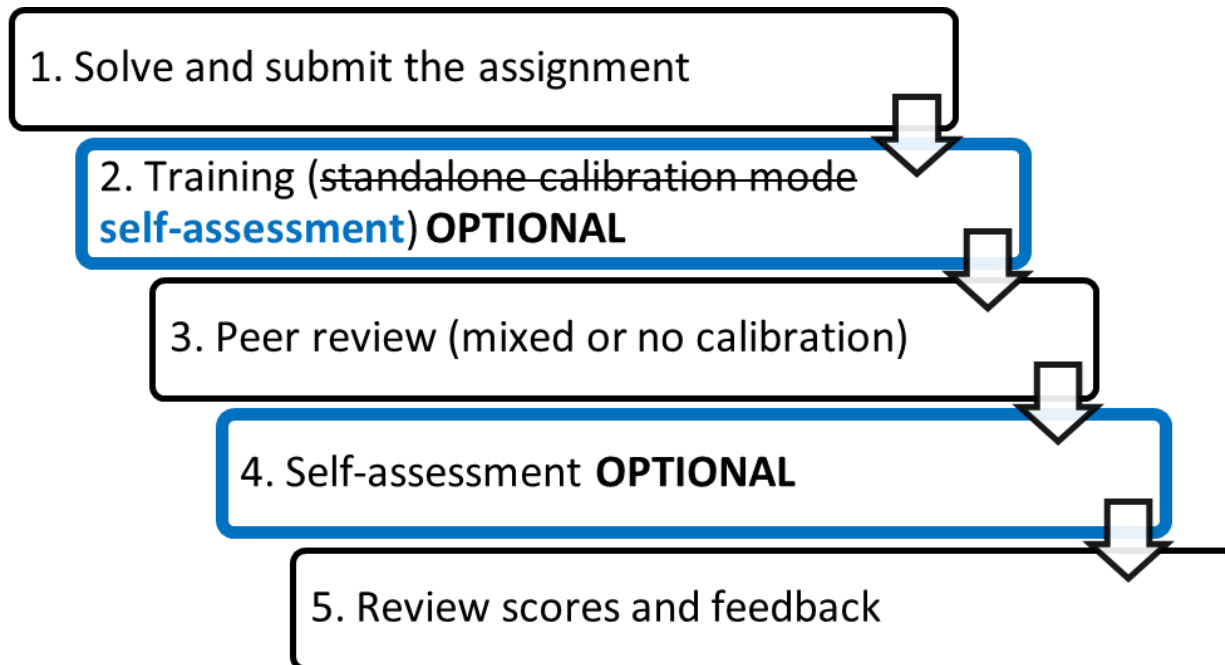 1. Solve and submit the assignment
2. Training (standalone calibration mode
self-assessment) OPTIONAL
3. Peer review (mixed or no calibration)
4. Self-assessment OPTIONAL
5. Review scores and feedback